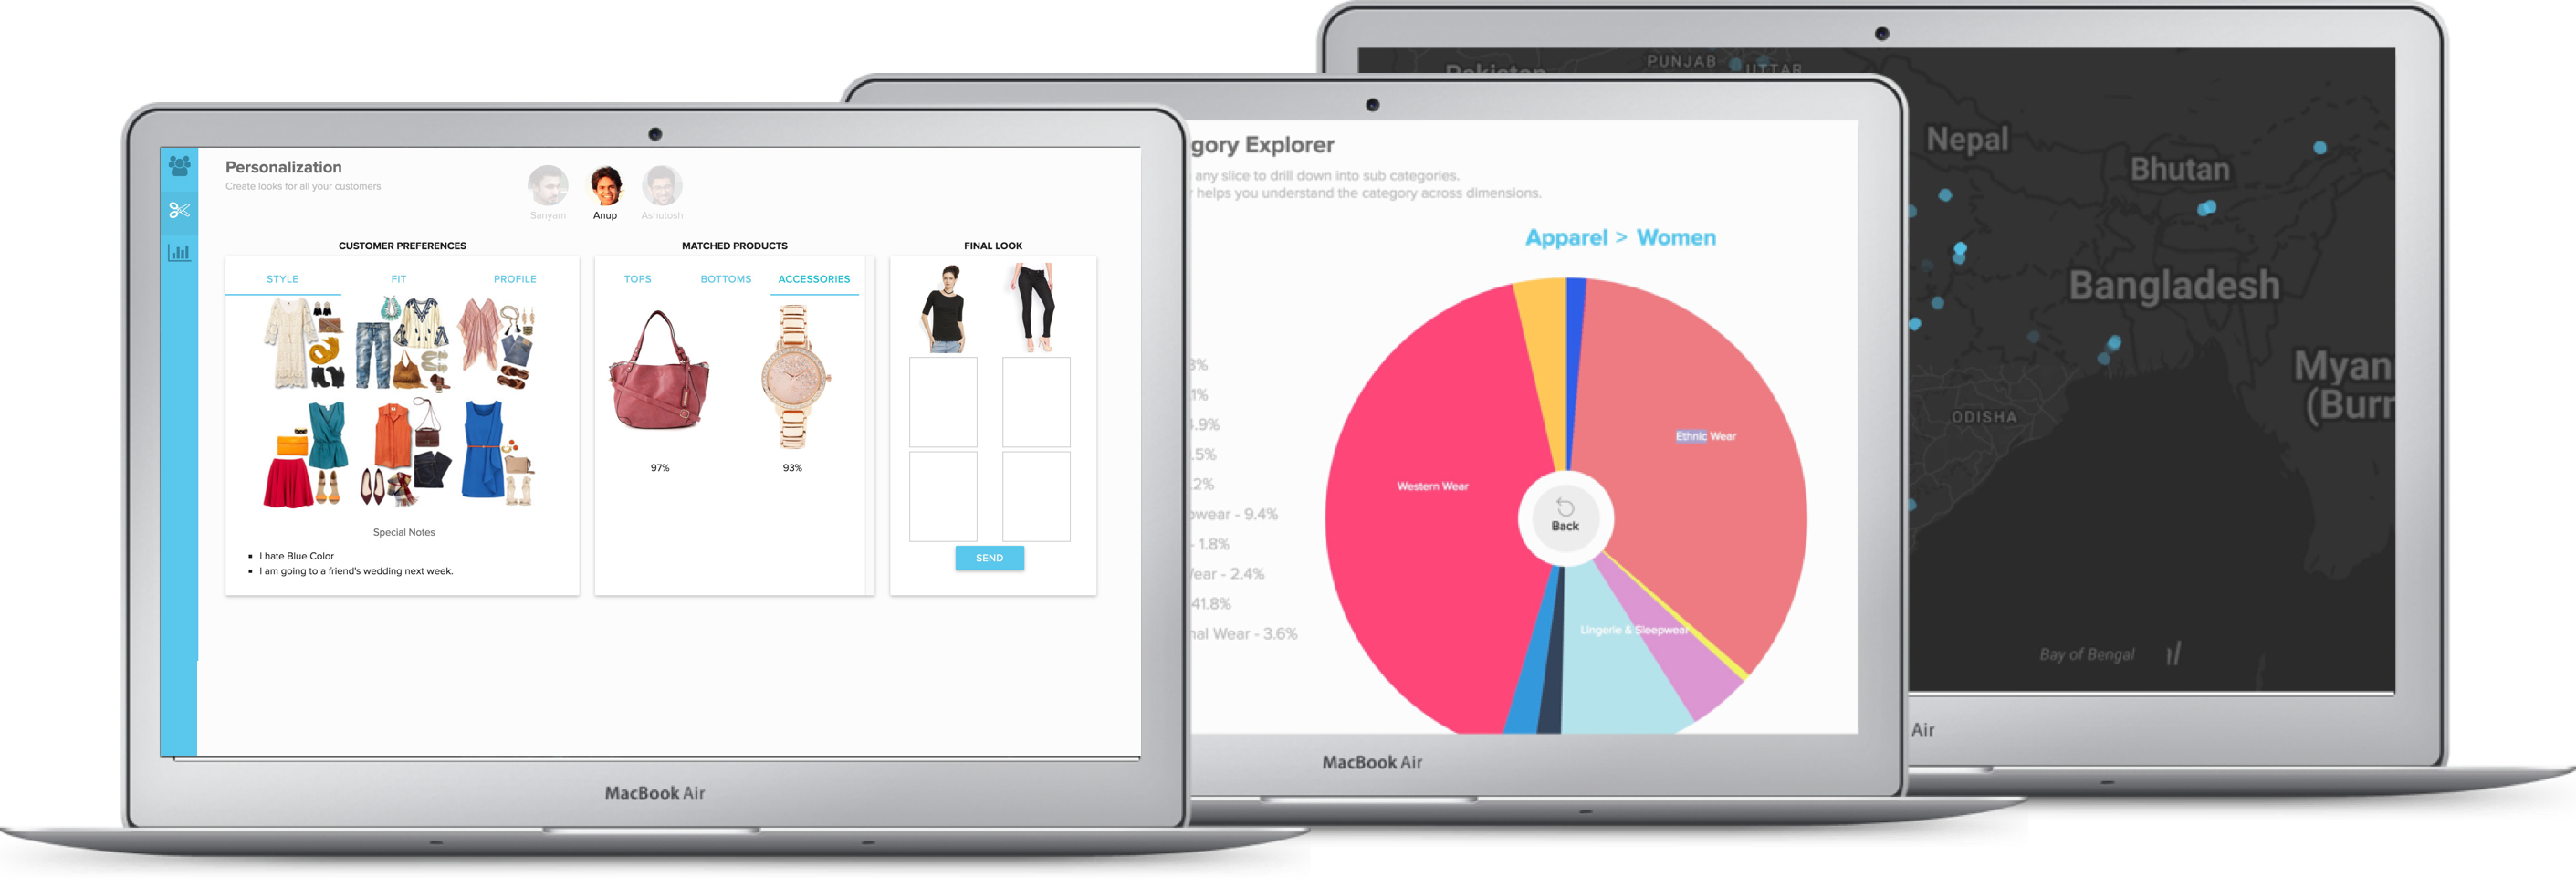 Personalization
Create looks for all your customers
Sanyam
Anup
Ashutosh
CUSTOMER PREFERENCES
STYLE
FIT
PROFILE
Special Notes
I hate Blue Color
I am going to a friend's wedding next week.
MATCHED PRODUCTS
TOPS
BOTTOMS
ACCESSORIES
97%
93%
FINAL LOOK
SEND
MacBook Air
gory Explorer
any slice to drill down into sub categories.
r helps you understand the category across dimensions.
Apparel > Women
3%
.1%
.9%
.5%
.2%
wear - 9.4%
- 1.8%
ear - 2.4%
41.8%
nal Wear - 3.6%
Western Wear
Ethnic Wear
Lingerie & Sleepwear
Back
MacBook Air
Pakistan
PUNJAB
UTTAR
Nepal
Bhutan
Bangladesh
Myan
(Burr
ODISHA
Bay of Bengal
Air